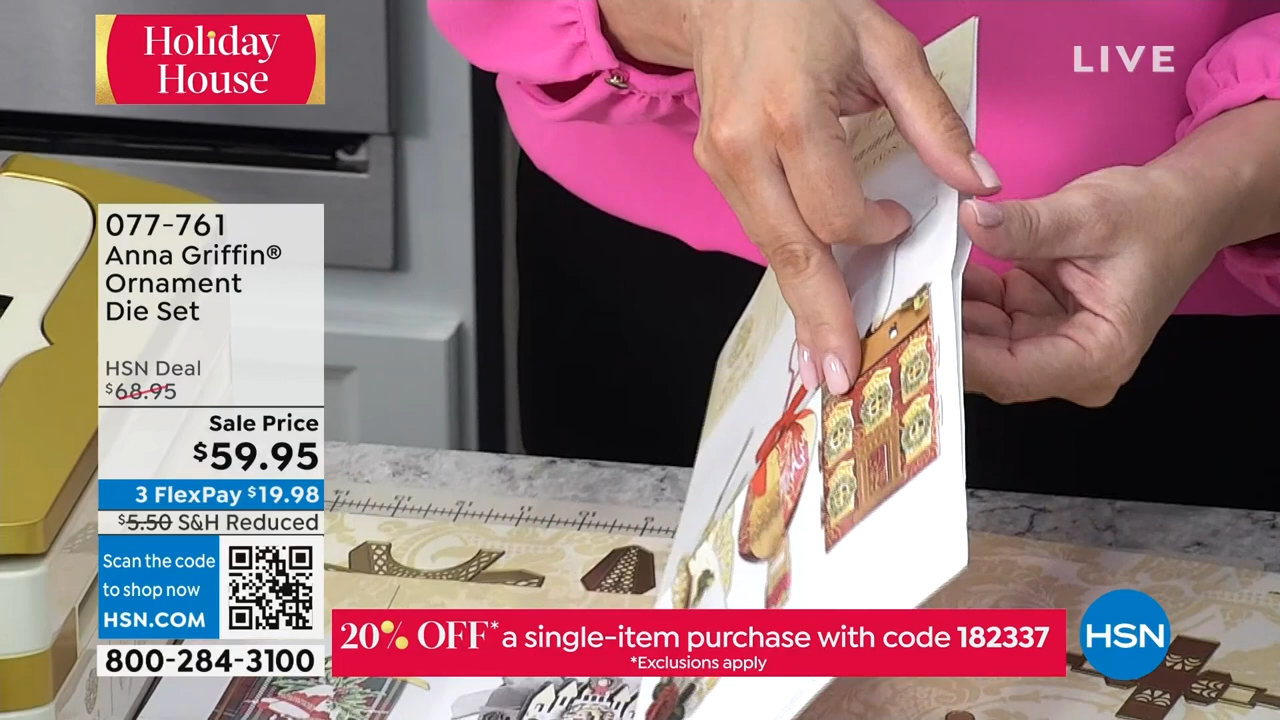 Holiday
House
LIVE
077-761
Anna Griffin®
Ornament
Die Set
HSN Deal
$68.95
Sale Price
$59.95
3 FlexPay $19.98
$5.50 S&H Reduced
Scan the code
to shop now
HSN.COM
800-284-3100
20% OFF* a single-item purchase with code 182337
*Exclusions apply
HSN